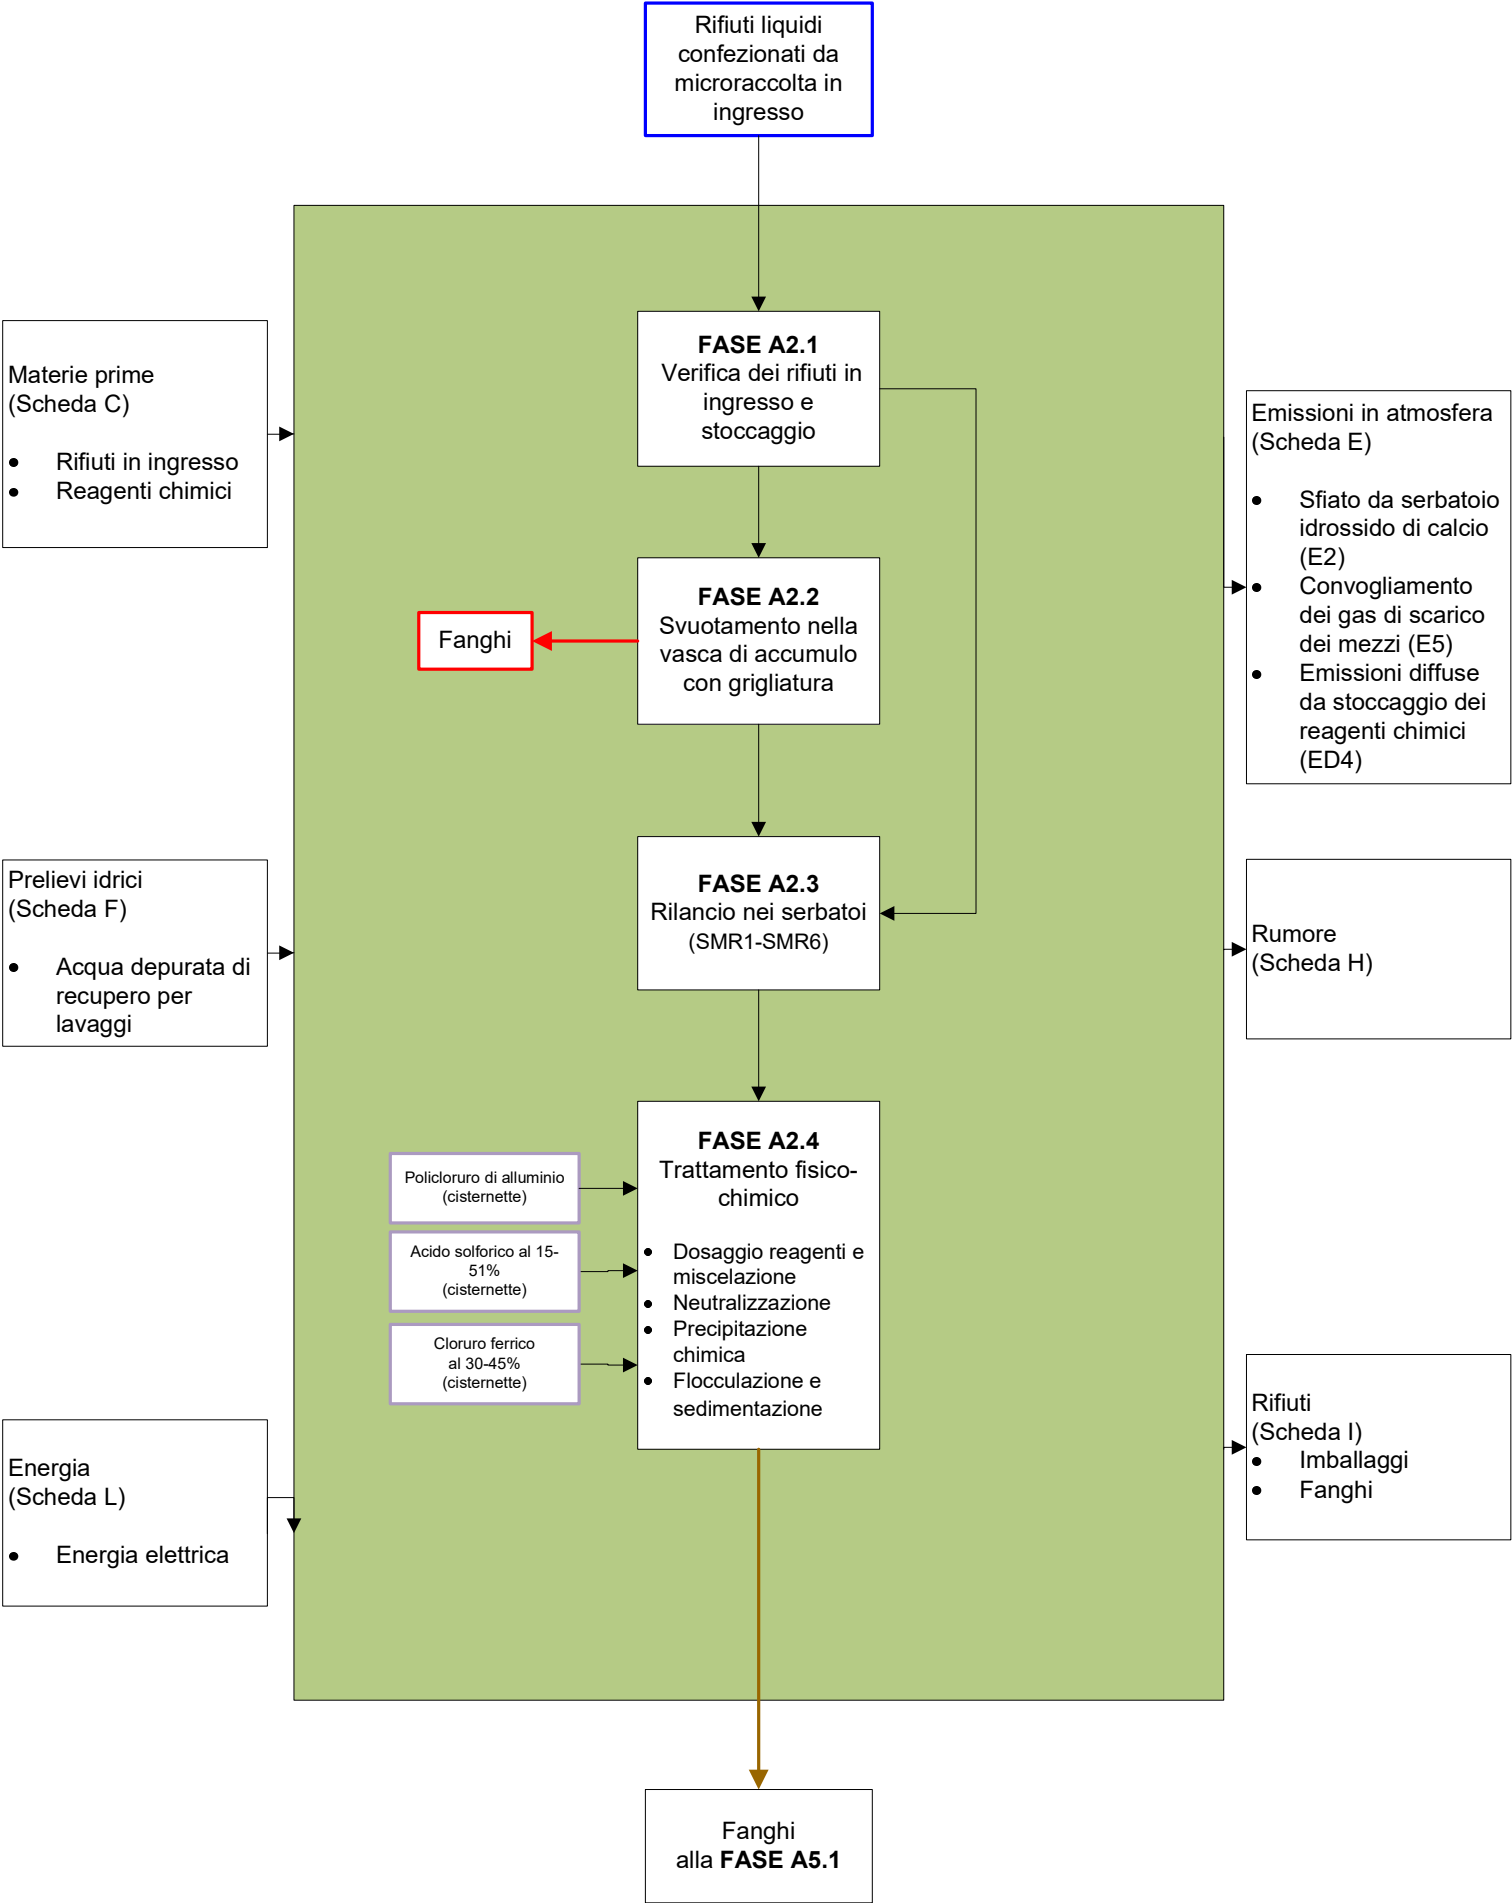 Rifiuti liquidi
confezionati da
microraccolta in
ingresso
Materie prime
(Scheda C)
• Rifiuti in ingresso
• Reagenti chimici
Prelievi idrici
(Scheda F)
• Acqua depurata di
recupero per
lavaggi
Energia
(Scheda L)
• Energia elettrica
FASE A2.1
Verifica dei rifiuti in
ingresso e
stoccaggio
FASE A2.2
Svuotamento nella
vasca di accumulo
con grigliatura
Fanghi
FASE A2.3
Rilancio nei serbatoi
(SMR1-SMR6)
FASE A2.4
Trattamento fisico-
chimico
• Dosaggio reagenti e
miscelazione
• Neutralizzazione
• Precipitazione
chimica
• Flocculazione e
sedimentazione
Policloruro di alluminio
(cisternette)
Acido solforico al 15-
51%
(cisternette)
Cloruro ferrico
al 30-45%
(cisternette)
Emissioni in atmosfera
(Scheda E)
• Sfiato da serbatoio
idrossido di calcio
(E2)
• Convogliamento
dei gas di scarico
dei mezzi (E5)
• Emissioni diffuse
da stoccaggio dei
reagenti chimici
(ED4)
Rumore
(Scheda H)
Rifiuti
(Scheda I)
• Imballaggi
• Fanghi
Fanghi
alla FASE A5.1